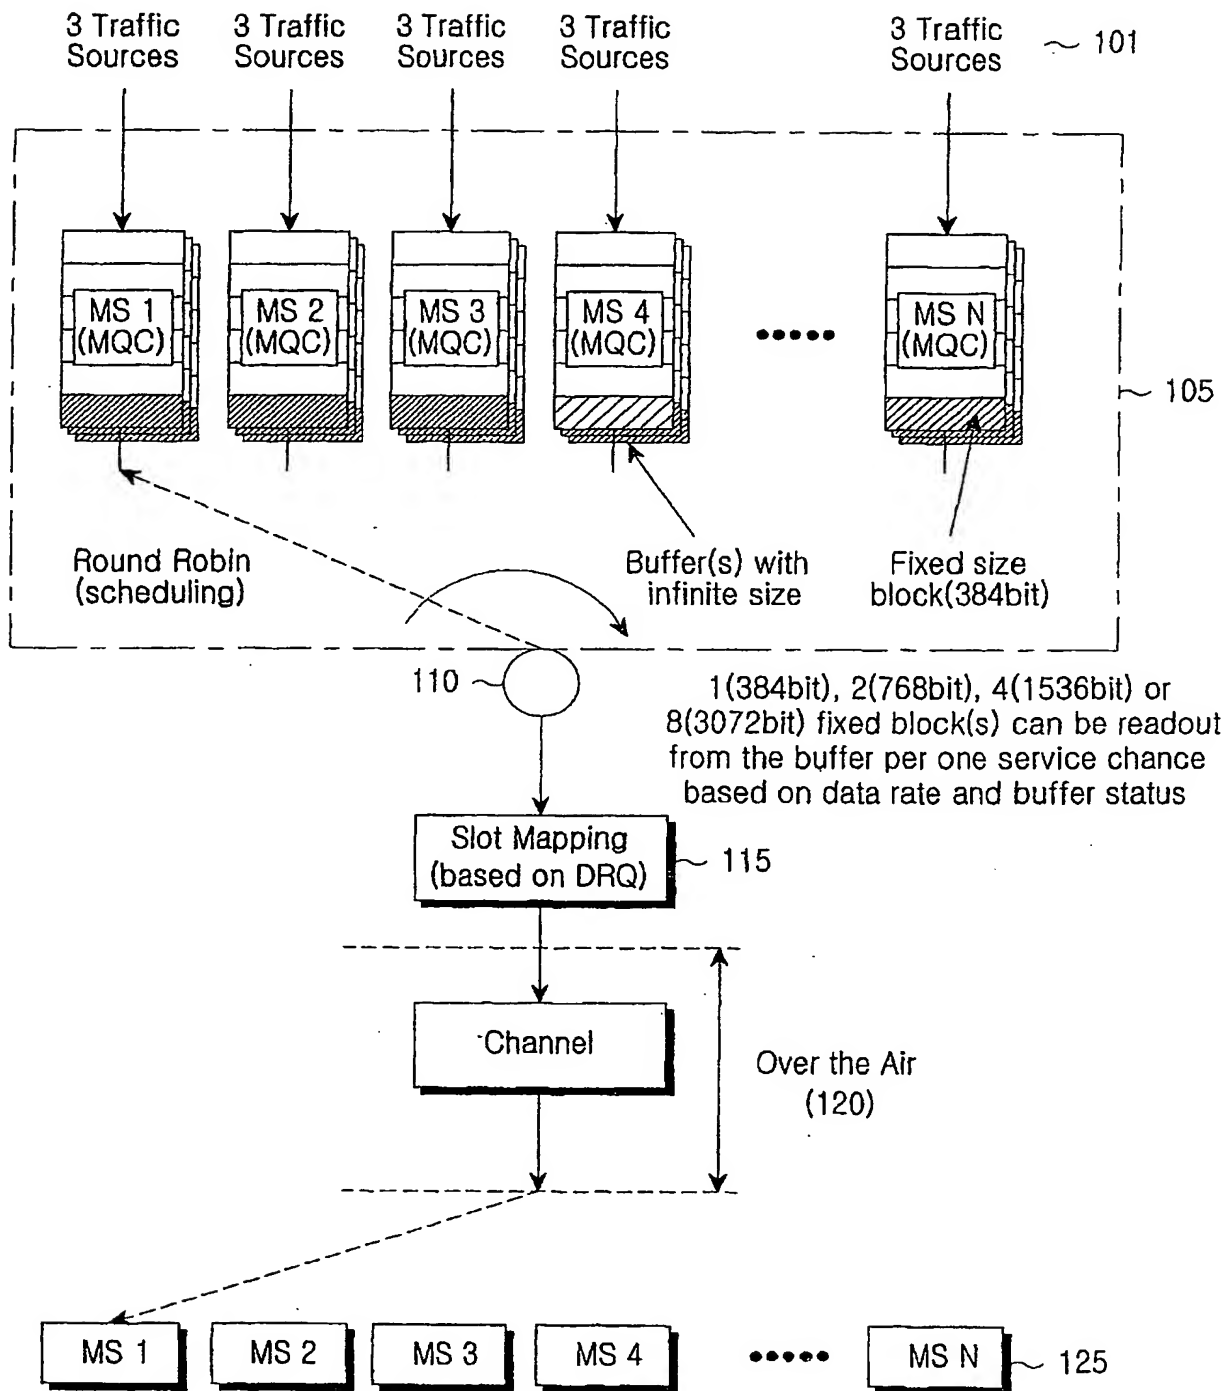 3 Traffic Sources
3 Traffic Sources
3 Traffic Sources
3 Traffic Sources
3 Traffic Sources
101
MS 1
(MQC)
MS 2
(MQC)
MS 3
(MQC)
MS 4
(MQC)
MS N
(MQC)
105
Round Robin
(scheduling)
Buffer(s) with
infinite size
Fixed size
block(384bit)
110
1(384bit), 2(768bit), 4(1536bit) or
8(3072bit) fixed block(s) can be readout
from the buffer per one service chance
based on data rate and buffer status
Slot Mapping
(based on DRQ)
115
Channel
Over the Air
(120)
MS 1
MS 2
MS 3
MS 4
MS N
125